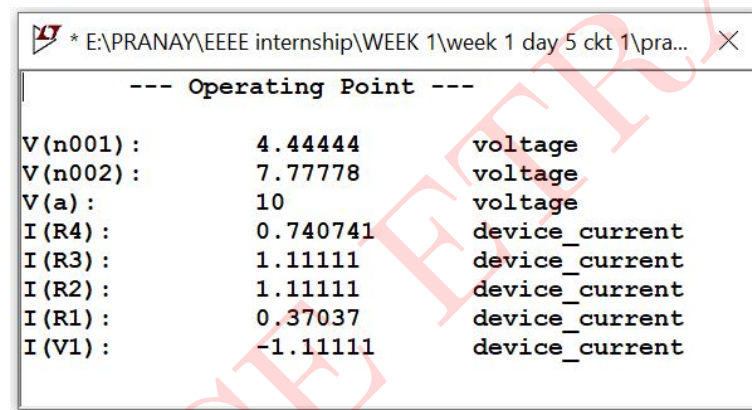 * E:\PRANAY\EEEE internship\WEEK 1\week 1 day 5 ckt 1\pra...
--- Operating Point ---
V(n001): 4.44444 voltage
V(n002): 7.77778 voltage
V(a): 10 voltage
I(R4): 0.740741 device_current
I(R3): 1.11111 device_current
I(R2): 1.11111 device_current
I(R1): 0.37037 device_current
I(V1): -1.11111 device_current